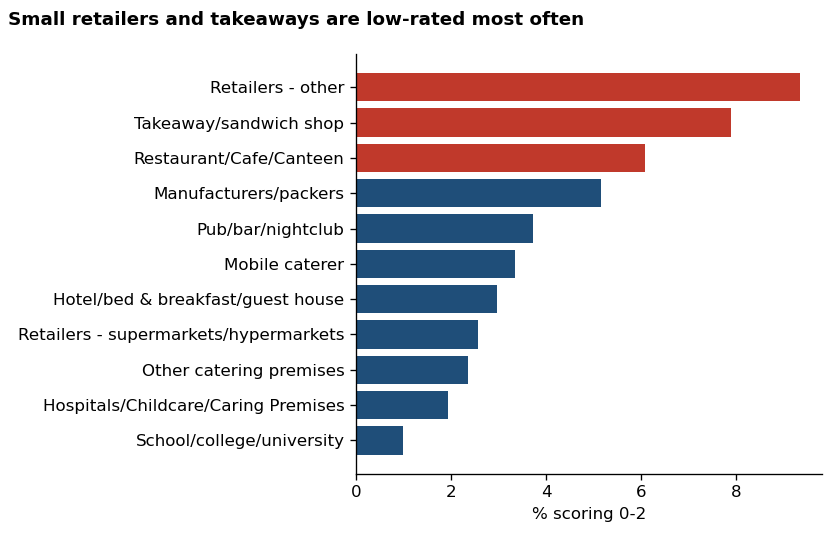 Small retailers and takeaways are low-rated most often
Retailers - other
Takeaway/sandwich shop
Restaurant/Cafe/Canteen
Manufacturers/packers
Pub/bar/nightclub
Mobile caterer
Hotel/bed & breakfast/guest house
Retailers - supermarkets/hypermarkets
Other catering premises
Hospitals/Childcare/Caring Premises
School/college/university
0 2 4 6 8
% scoring 0-2